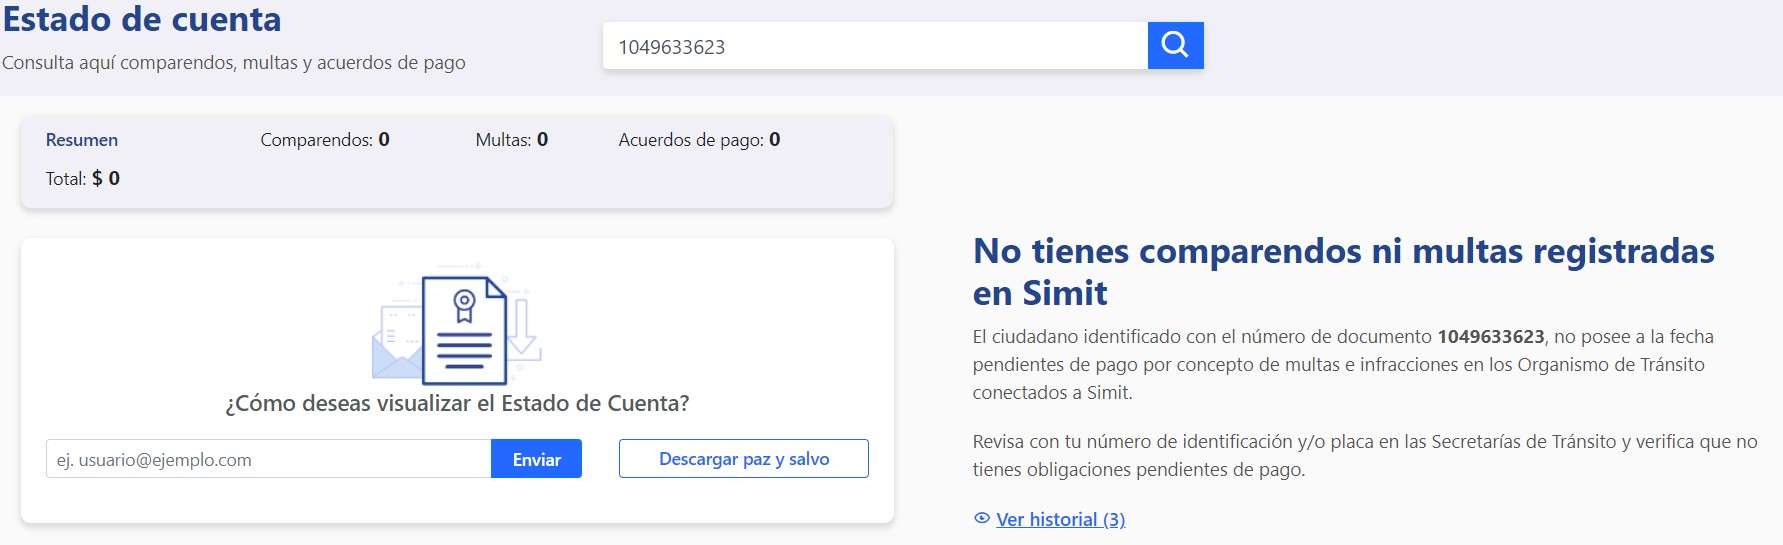 Estado de cuenta
Consulta aquí comparendos, multas y acuerdos de pago
1049633623
Resumen Comparendos: 0 Multas: 0 Acuerdos de pago: 0
Total: $ 0
¿Cómo deseas visualizar el Estado de Cuenta?
ej. usuario@ejemplo.com Enviar Descargar paz y salvo
No tienes comparendos ni multas registradas
en Simit
El ciudadano identificado con el número de documento 1049633623, no posee a la fecha
pendientes de pago por concepto de multas e infracciones en los Organismo de Tránsito
conectados a Simit.
Revisa con tu número de identificación y/o placa en las Secretarías de Tránsito y verifica que no
tienes obligaciones pendientes de pago.
Ver historial (3)